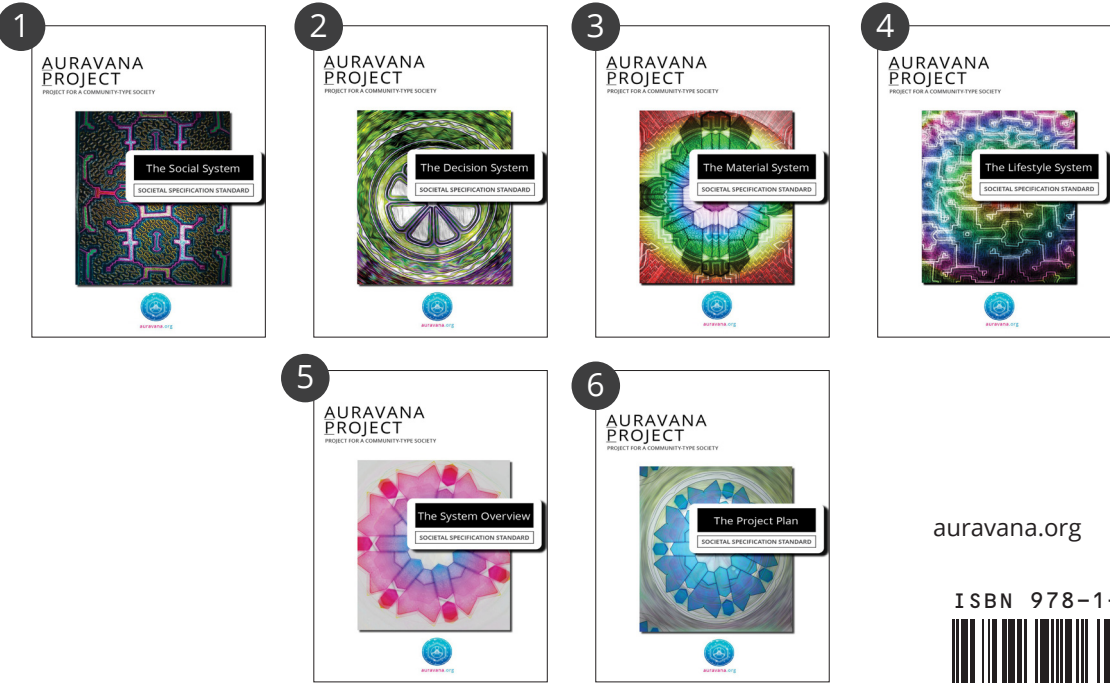 1
AURAVANA
PROJECT
PROJECT FOR A COMMUNITY-TYPE SOCIETY
The Social System
SOCIETAL SPECIFICATION STANDARD
auravana.org
2
AURAVANA
PROJECT
PROJECT FOR A COMMUNITY-TYPE SOCIETY
The Decision System
SOCIETAL SPECIFICATION STANDARD
auravana.org
3
AURAVANA
PROJECT
PROJECT FOR A COMMUNITY-TYPE SOCIETY
The Material System
SOCIETAL SPECIFICATION STANDARD
auravana.org
4
AURAVANA
PROJECT
PROJECT FOR A COMMUNITY-TYPE SOCIETY
The Lifestyle System
SOCIETAL SPECIFICATION STANDARD
auravana.org
5
AURAVANA
PROJECT
PROJECT FOR A COMMUNITY-TYPE SOCIETY
The System Overview
SOCIETAL SPECIFICATION STANDARD
auravana.org
6
AURAVANA
PROJECT
PROJECT FOR A COMMUNITY-TYPE SOCIETY
The Project Plan
SOCIETAL SPECIFICATION STANDARD
auravana.org
auravana.org
ISBN 978-1-